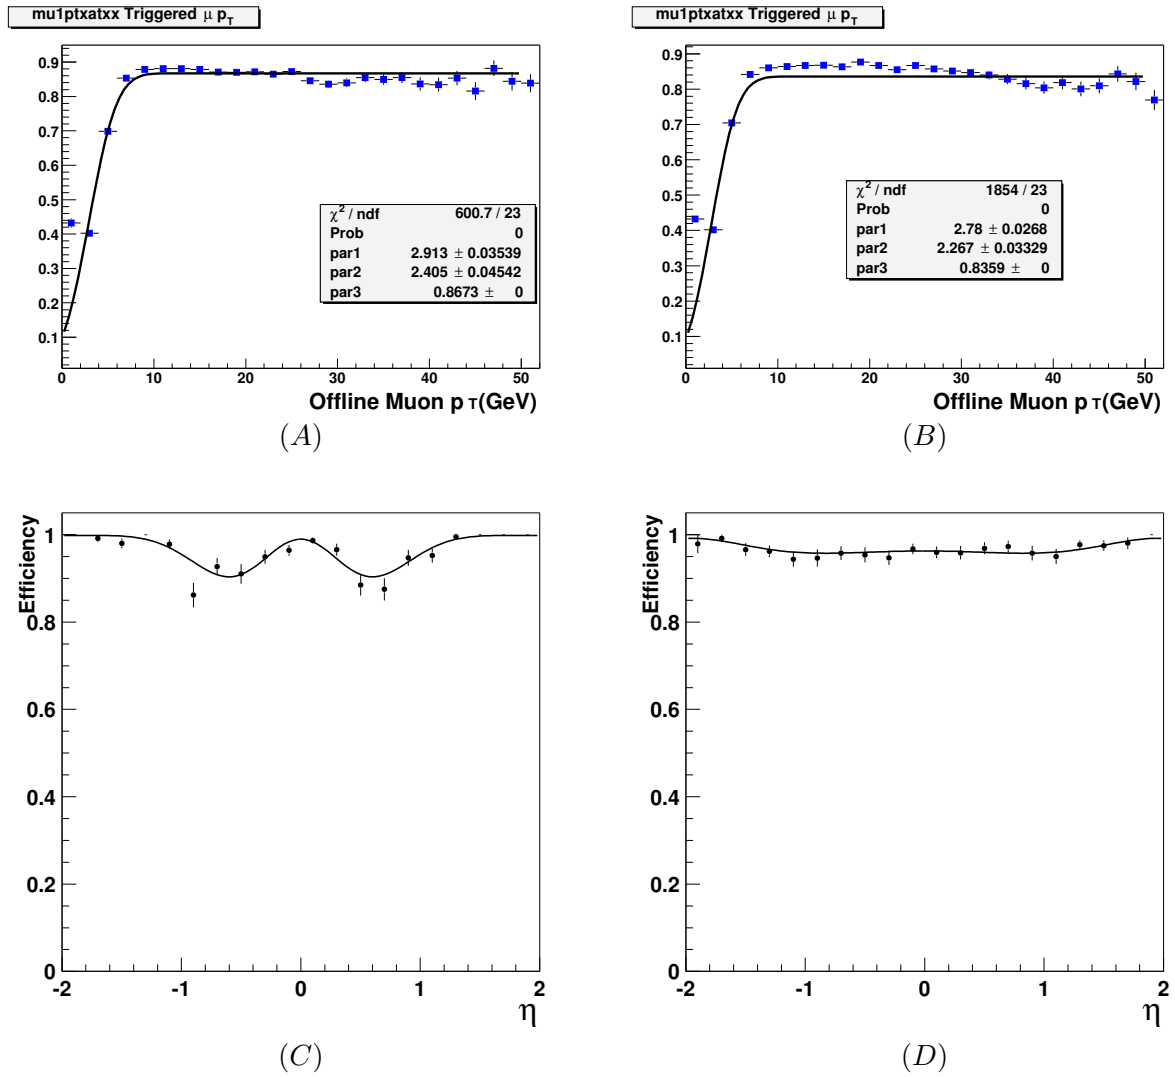 mu1ptxatxx Triggered μ pT
0.9
0.8
0.7
0.6
0.5
0.4
0.3
0.2
0.1
χ2 / ndf 600.7 / 23
Prob 0
par1 2.913 ± 0.03539
par2 2.405 ± 0.04542
par3 0.8673 ± 0
0 10 20 30 40 50
Offline Muon p T(GeV)
(A)
mu1ptxatxx Triggered μ pT
0.9
0.8
0.7
0.6
0.5
0.4
0.3
0.2
0.1
χ2 / ndf 1854 / 23
Prob 0
par1 2.78 ± 0.0268
par2 2.267 ± 0.03329
par3 0.8359 ± 0
0 10 20 30 40 50
Offline Muon p T(GeV)
(B)
Efficiency
1
0.8
0.6
0.4
0.2
0
-2 -1 0 1 2
η
(C)
Efficiency
1
0.8
0.6
0.4
0.2
0
-2 -1 0 1 2
η
(D)